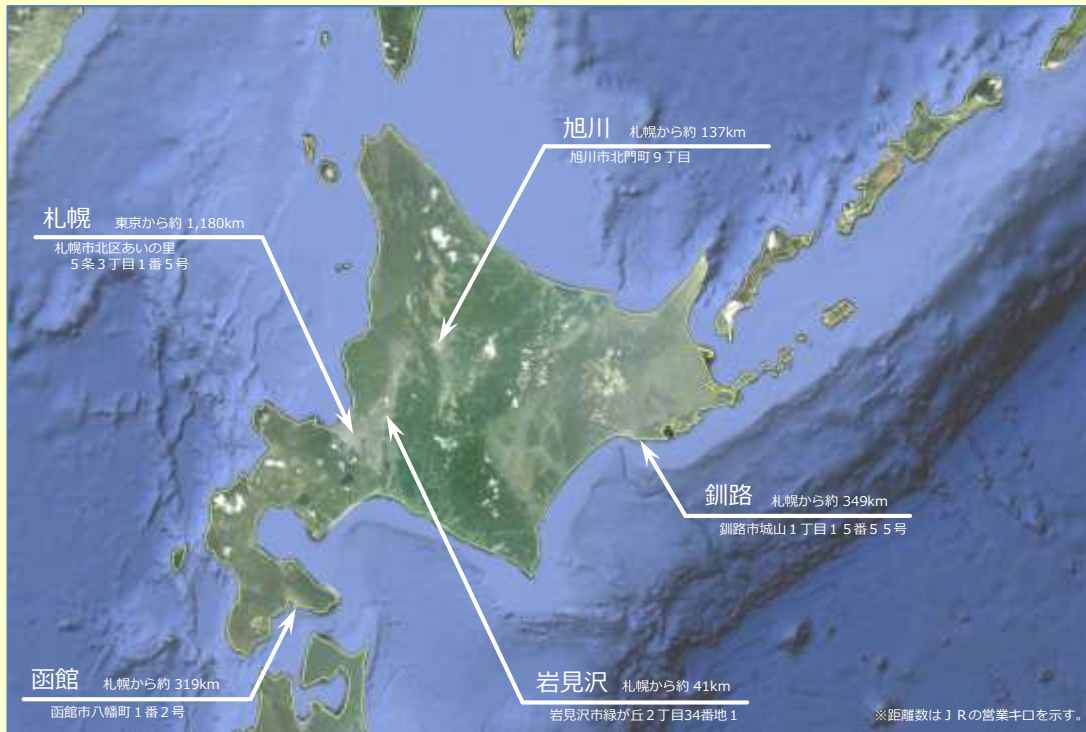 旭川 札幌から約 137km
旭川市北門町9丁目
札幌 東京から約 1,180km
札幌市北区あいの里
5条3丁目1番5号
釧路 札幌から約 349km
釧路市城山1丁目15番55号
函館 札幌から約 319km
函館市八幡町1番2号
岩見沢 札幌から約 41km
岩見沢市緑が丘2丁目34番地1
※距離数はJRの営業キロを示す。